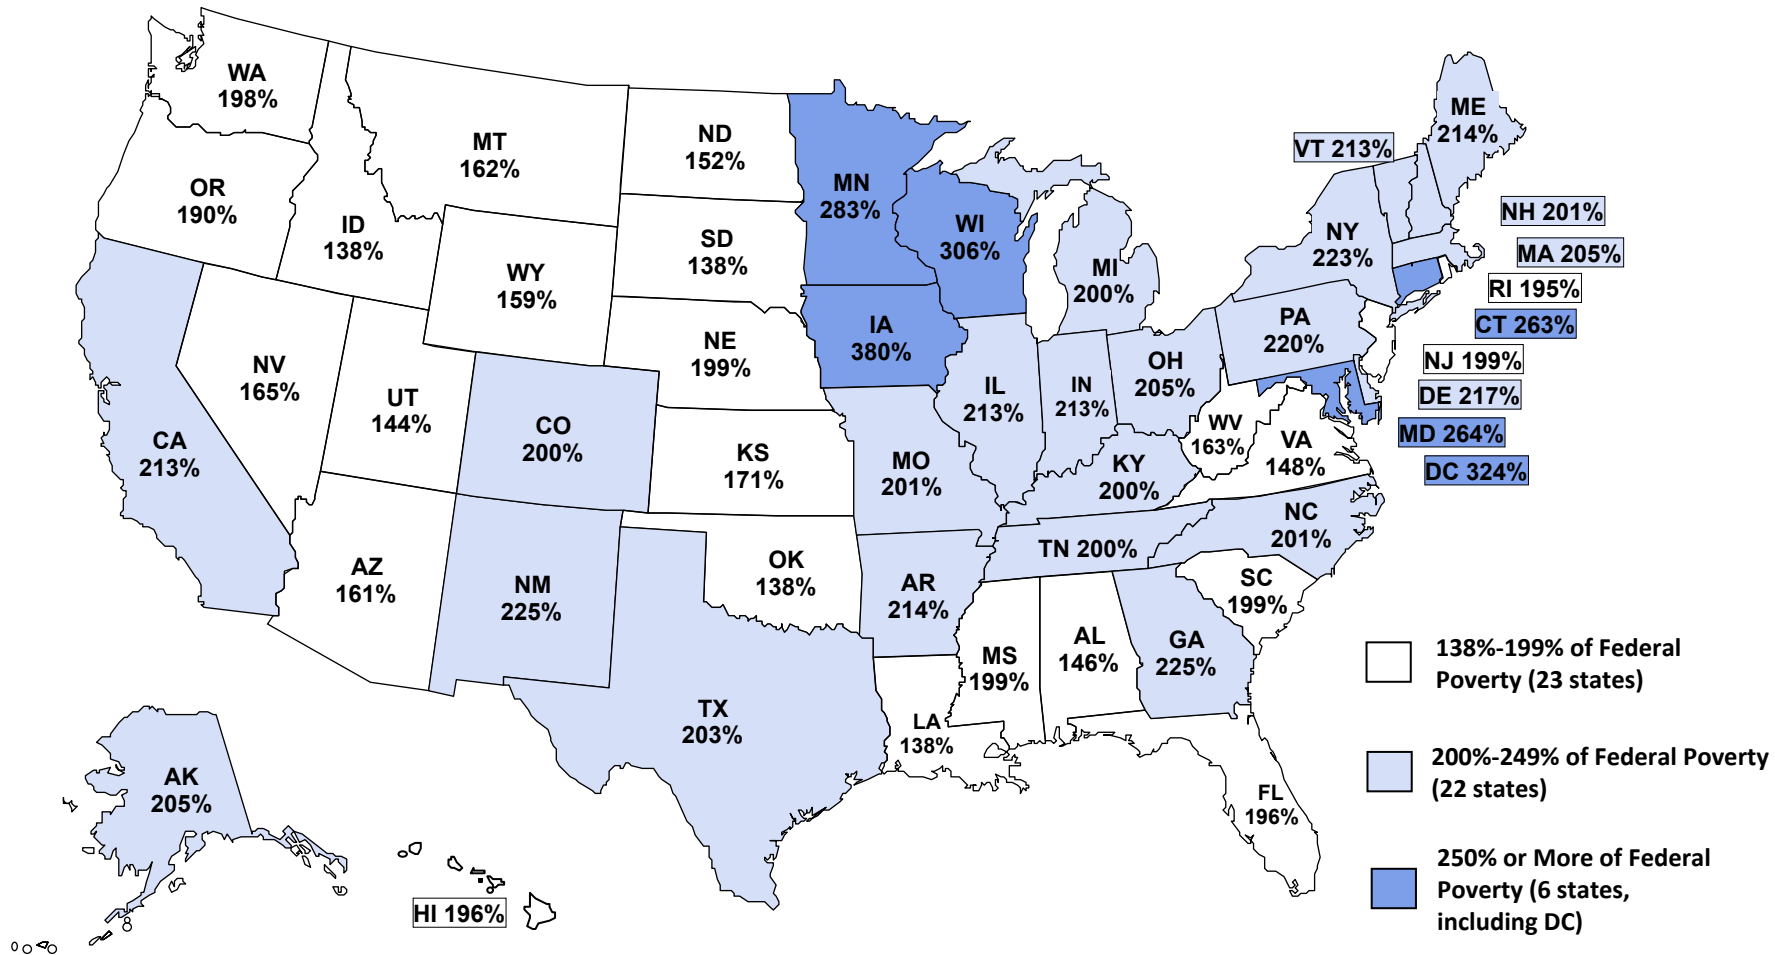 WA
198%
OR
190%
ID
138%
MT
162%
ND
152%
MN
283%
WI
306%
MI
200%
VT 213%
ME
214%
NH 201%
MA 205%
RI 195%
CT 263%
NJ 199%
DE 217%
MD 264%
DC 324%
NY
223%
PA
220%
SD
138%
WY
159%
NE
199%
IA
380%
IL
213%
IN
213%
OH
205%
WV
163%
VA
148%
NV
165%
UT
144%
CO
200%
KS
171%
MO
201%
KY
200%
NC
201%
CA
213%
AZ
161%
NM
225%
OK
138%
AR
214%
TN 200%
SC
199%
TX
203%
LA
138%
MS
199%
AL
146%
GA
225%
FL
196%
AK
205%
HI 196%
138%-199% of Federal
Poverty (23 states)
200%-249% of Federal Poverty
(22 states)
250% or More of Federal
Poverty (6 states,
including DC)